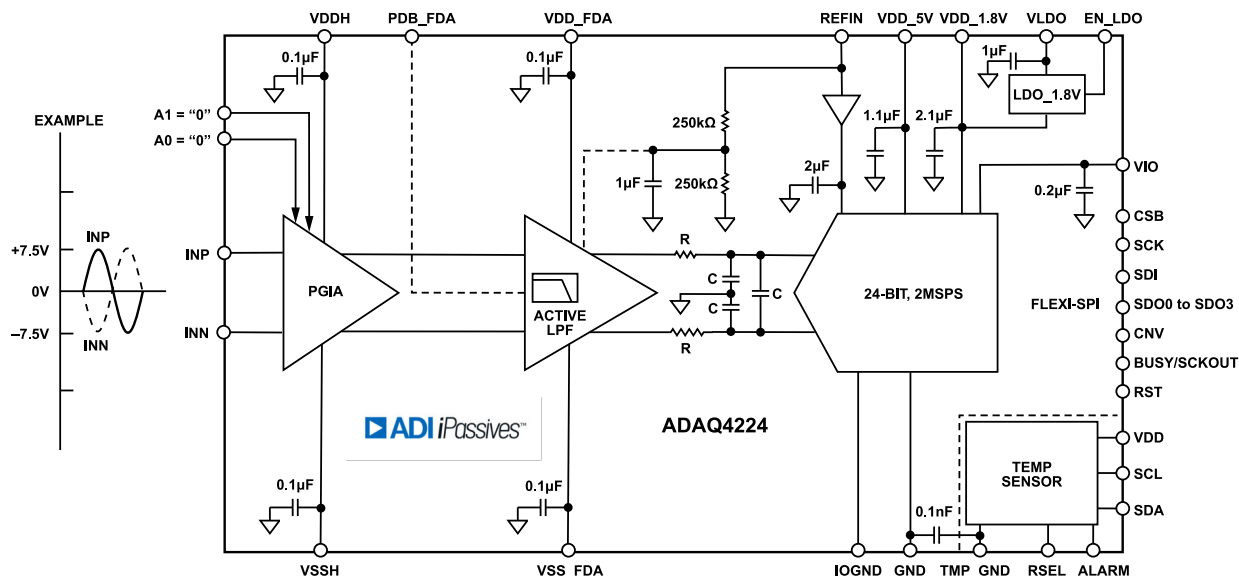 VDDH
PDB_FDA
VDD_FDA
REFIN
VDD_5V
VDD_1.8V
VLDO
EN_LDO
0.1µF
0.1µF
1µF
LDO_1.8V
A1 = “0”
A0 = “0”
EXAMPLE
250kΩ
1.1µF
2.1µF
1µF
250kΩ
2µF
0.2µF
VIO
CSB
SCK
SDI
SDO0 to SDO3
CNV
BUSY/SCKOUT
RST
FLEXI-SPI
+7.5V
INP
0V
–7.5V
INN
INP
INN
PGIA
ACTIVE
LPF
R
C
C
C
R
24-BIT, 2MSPS
ADI iPassives™
ADAQ4224
TEMP
SENSOR
VDD
SCL
SDA
0.1µF
0.1µF
0.1nF
VSSH
VSS_FDA
IOGND
GND
TMP_GND
RSEL
ALARM